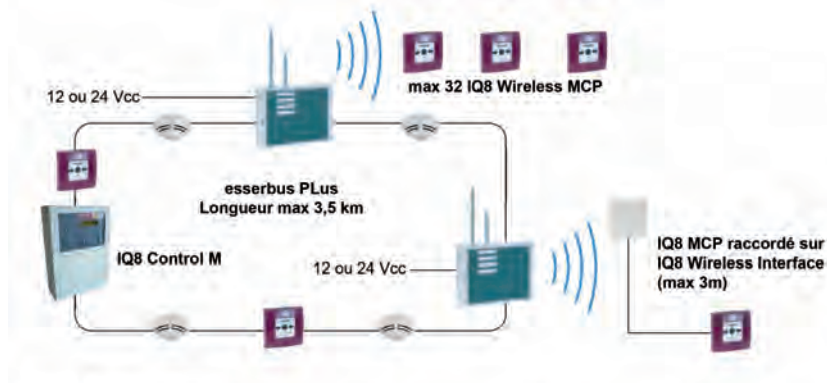 max 32 IQ8 Wireless MCP
12 ou 24 Vcc
esserbus PLus
Longueur max 3,5 km
IQ8 Control M
12 ou 24 Vcc
IQ8 MCP raccordé sur
IQ8 Wireless Interface
(max 3m)